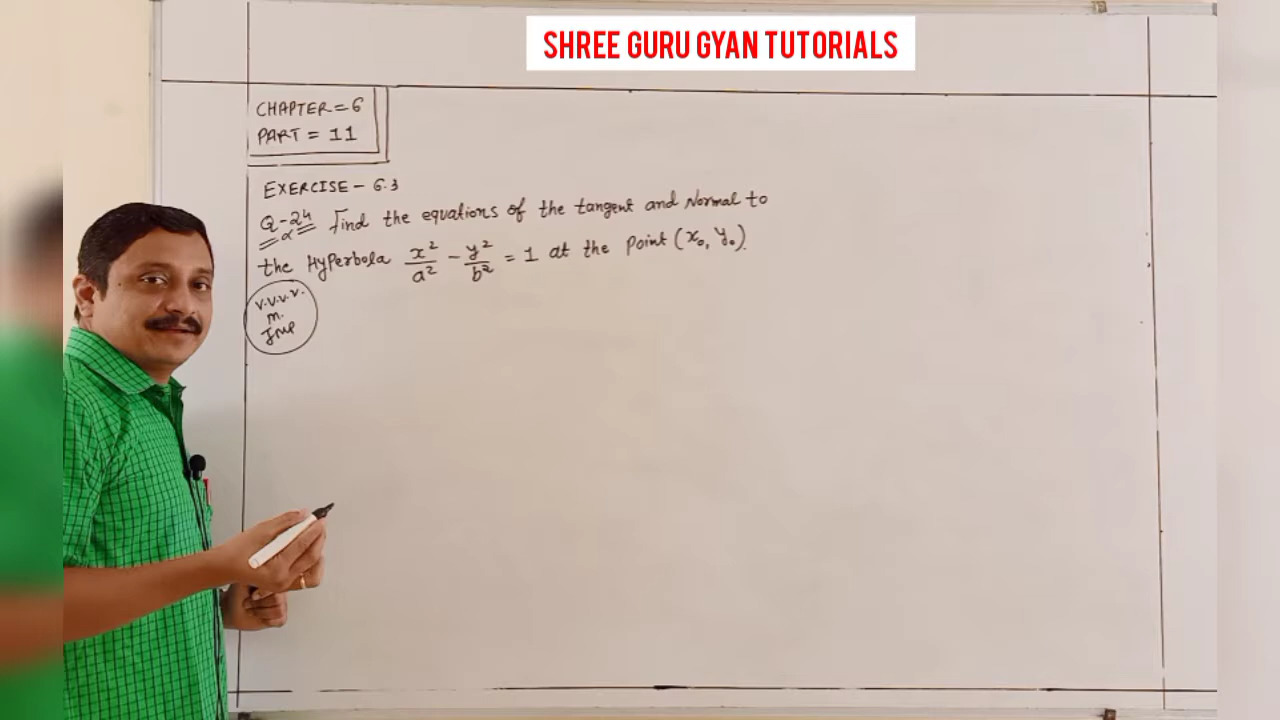 SHREE GURU GYAN TUTORIALS
CHAPTER = 6
PART = 11
EXERCISE - 6.3
Q-24 Find the equations of the tangent and Normal to
the Hyperbola x²/a² - y²/b² = 1 at the Point (x₀, y₀).
V.V.V.V.
m.
Imp